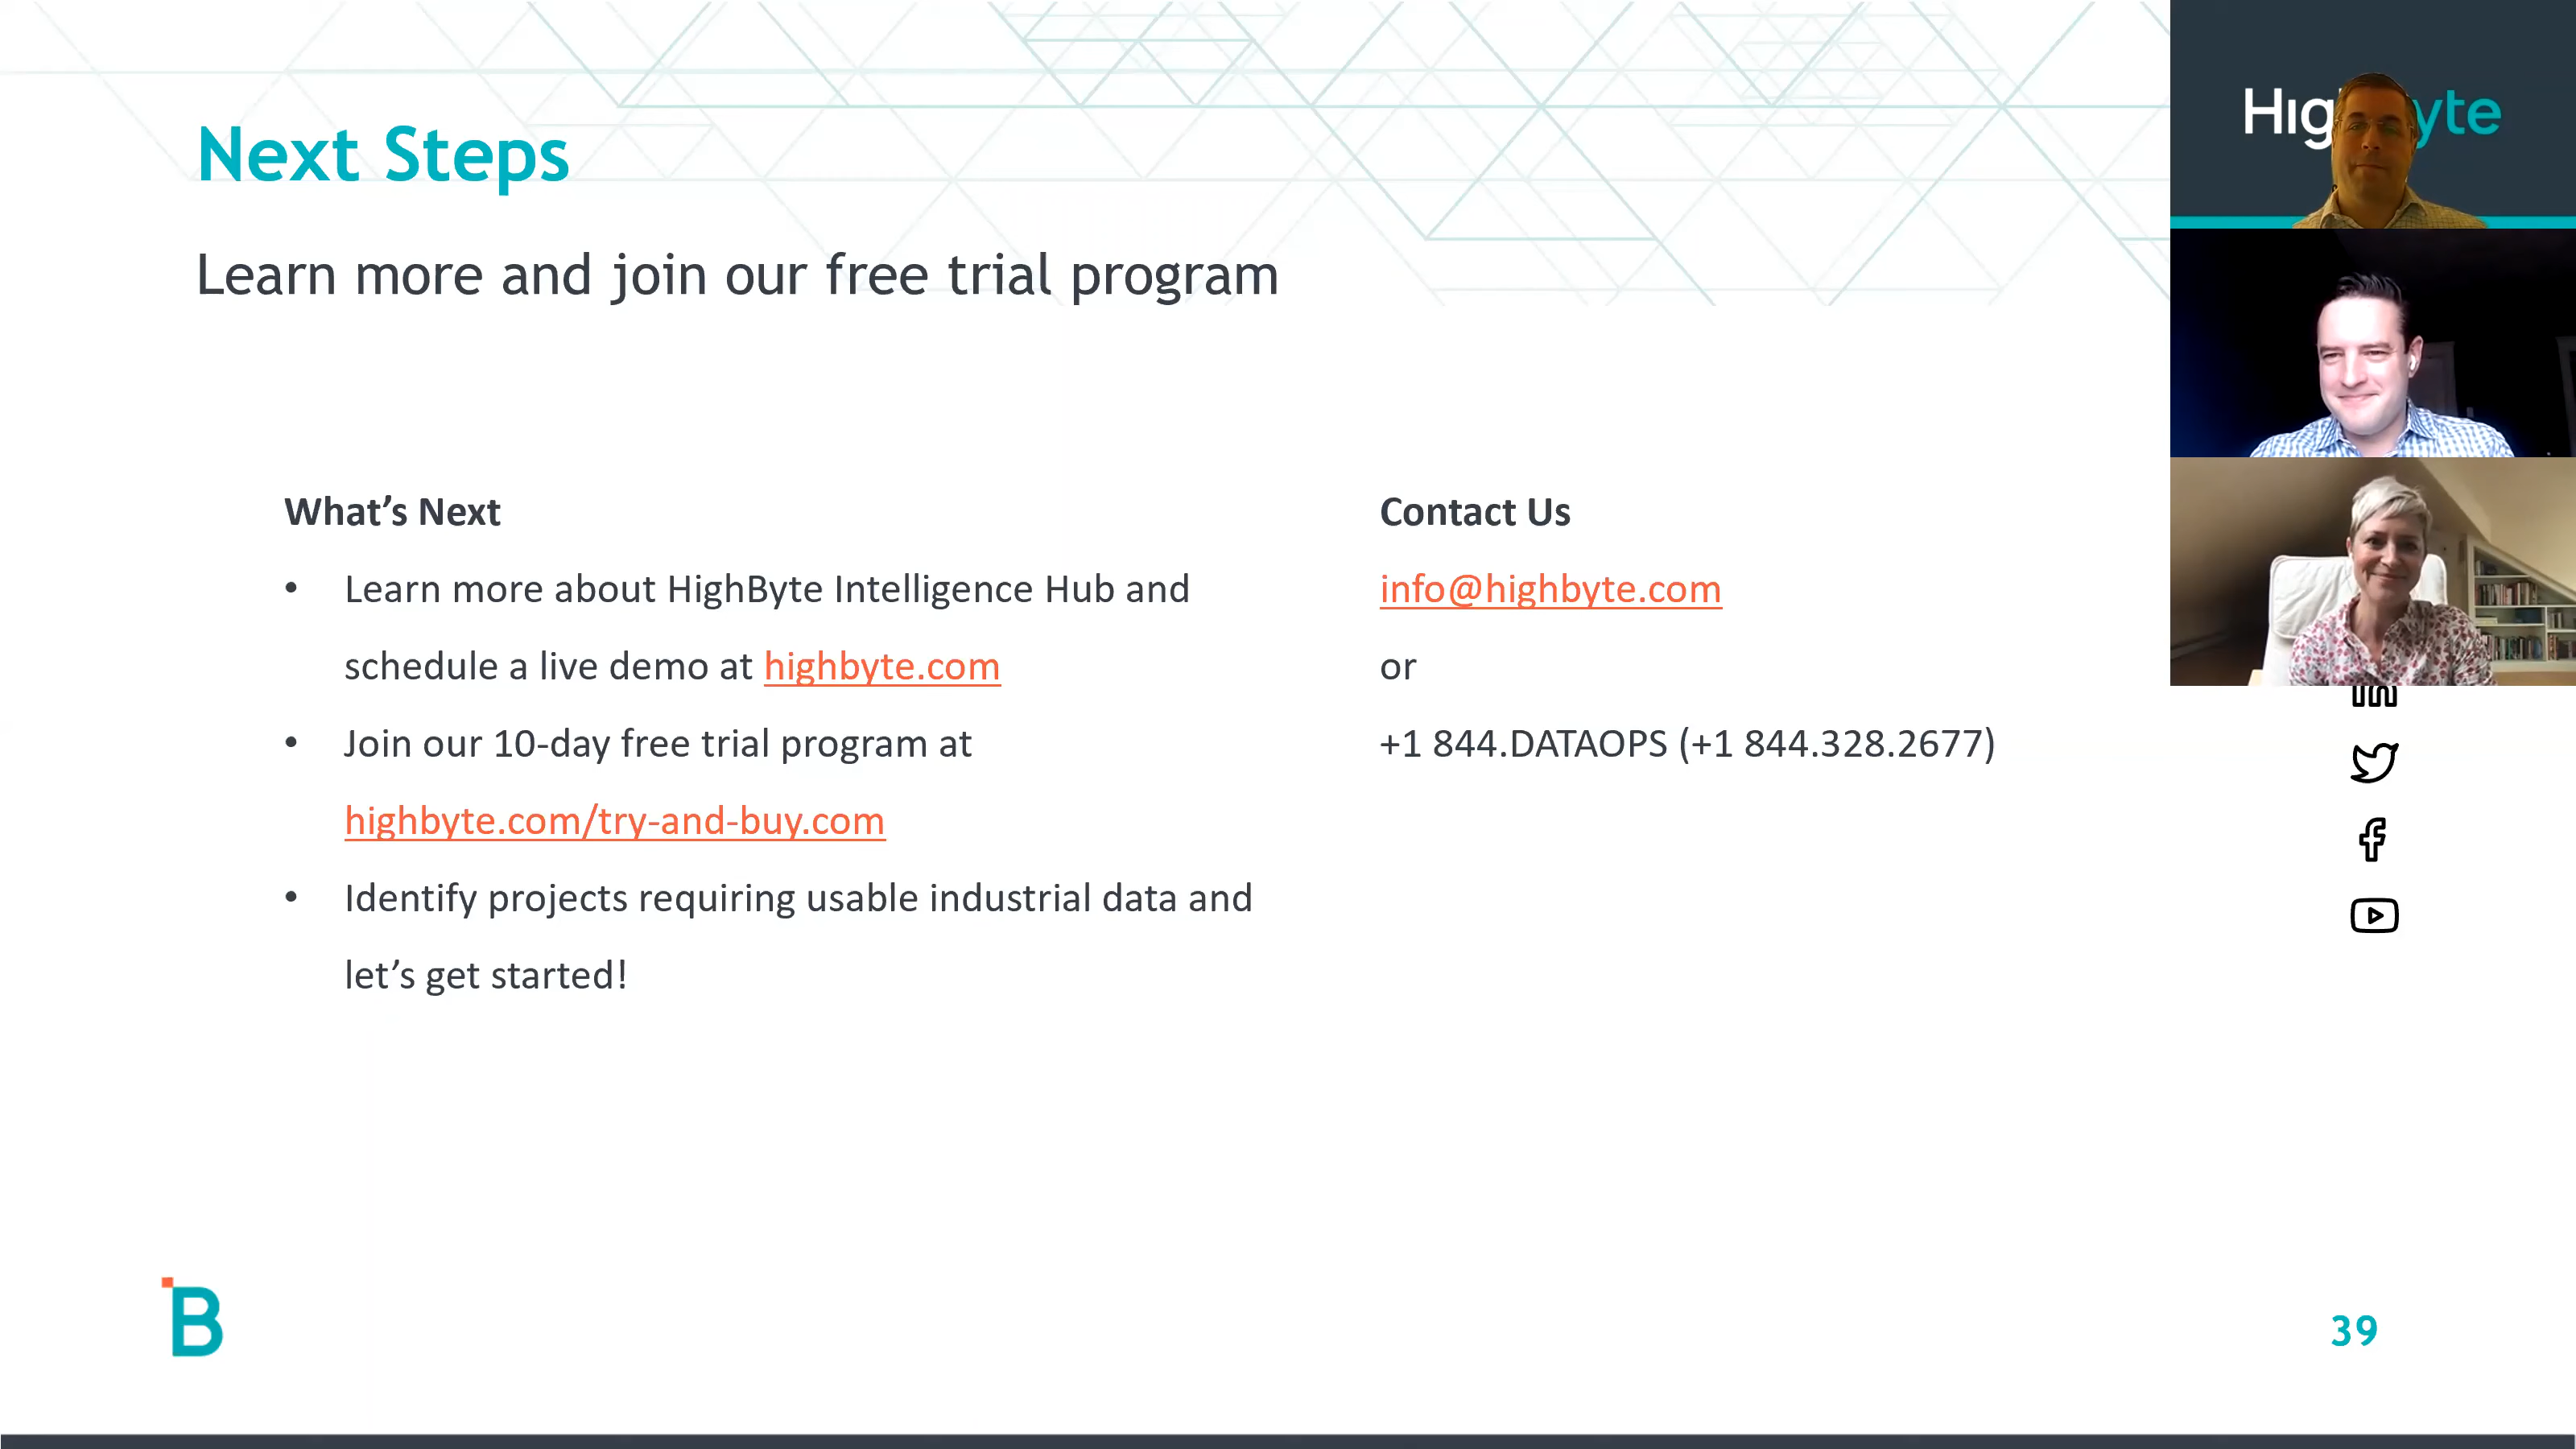 Next Steps
Learn more and join our free trial program
What’s Next
• Learn more about HighByte Intelligence Hub and
schedule a live demo at highbyte.com
• Join our 10-day free trial program at
highbyte.com/try-and-buy.com
• Identify projects requiring usable industrial data and
let’s get started!
Contact Us
info@highbyte.com
or
+1 844.DATAOPS (+1 844.328.2677)
B
39